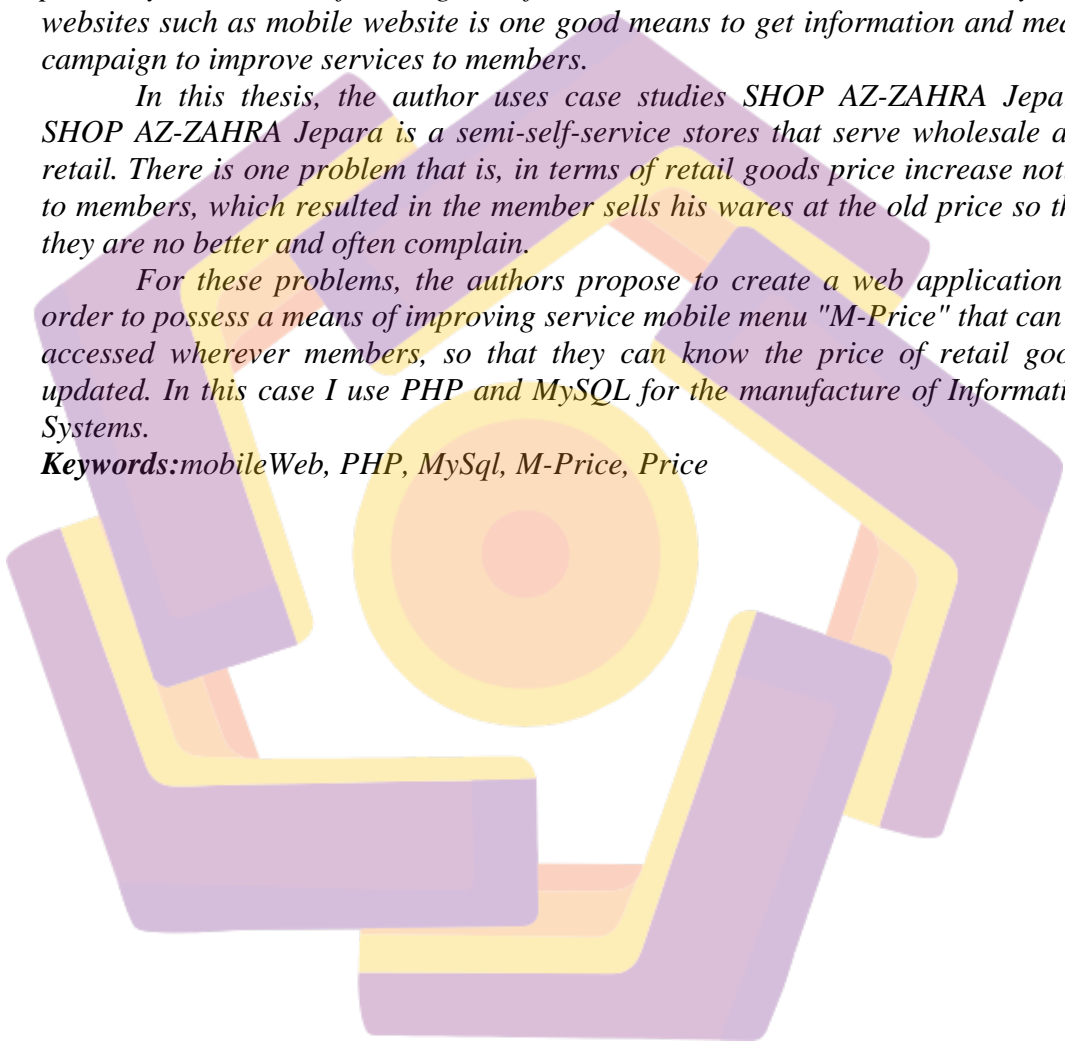 websites such as mobile website is one good means to get information and
campaign to improve services to members.
In this thesis, the author uses case studies SHOP AZ-ZAHRA
SHOP AZ-ZAHRA Jepara is a semi-self-service stores that serve wholesale
retail. There is one problem that is, in terms of retail goods price increase
to members, which resulted in the member sells his wares at the old price so
they are no better and often complain.
For these problems, the authors propose to create a web application
order to possess a means of improving service mobile menu "M-Price" that can
accessed wherever members, so that they can know the price of retail
updated. In this case I use PHP and MySQL for the manufacture of
Systems.
Keywords:mobileWeb, PHP, MySql, M-Price, Price